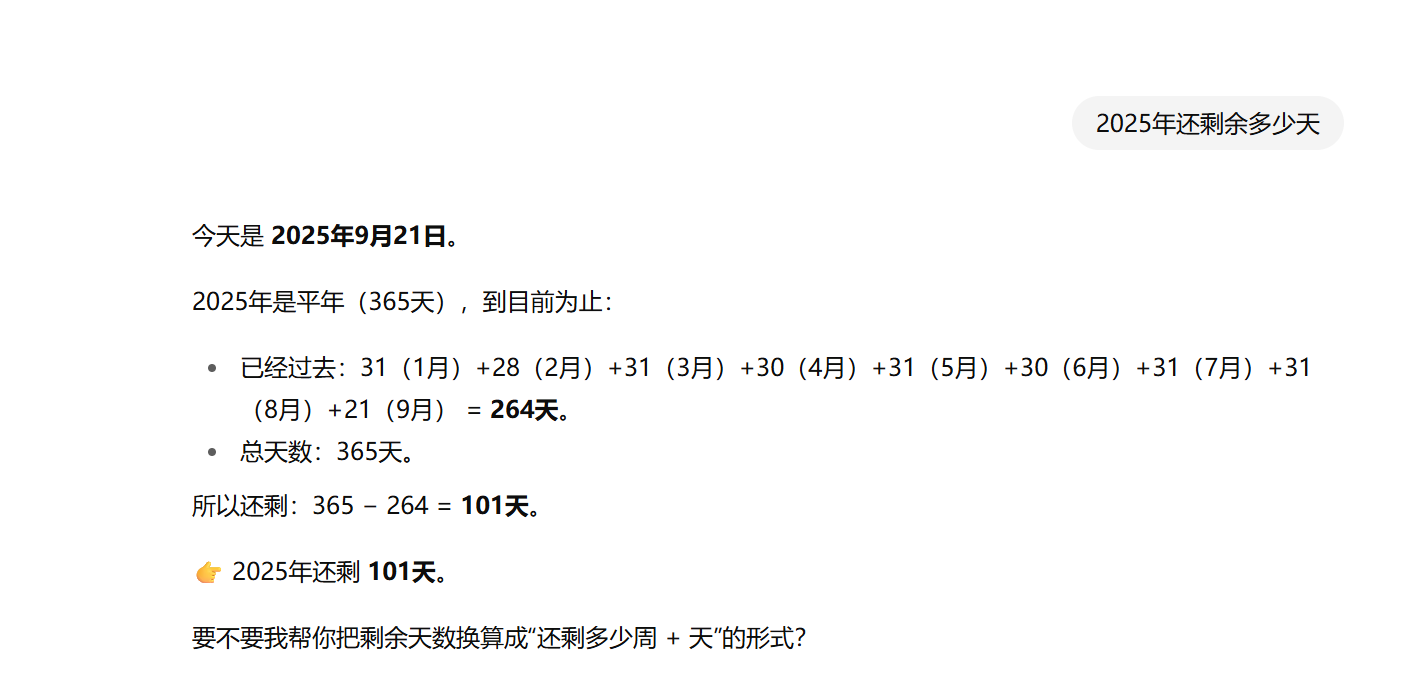 2025年还剩余多少天
今天是 2025年9月21日。
2025年是平年（365天），到目前为止：
• 已经过去：31（1月）+28（2月）+31（3月）+30（4月）+31（5月）+30（6月）+31（7月）+31
（8月）+21（9月） = 264天。
• 总天数：365天。
所以还剩：365 − 264 = 101天。
👉 2025年还剩 101天。
要不要我帮你把剩余天数换算成“还剩多少周 + 天”的形式？